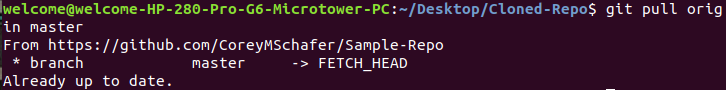 welcome@welcome-HP-280-Pro-G6-Microtower-PC:~/Desktop/Cloned-Repo$ git pull orig
in master
From https://github.com/CoreyMSchafer/Sample-Repo
 * branch            master     -> FETCH_HEAD
Already up to date.